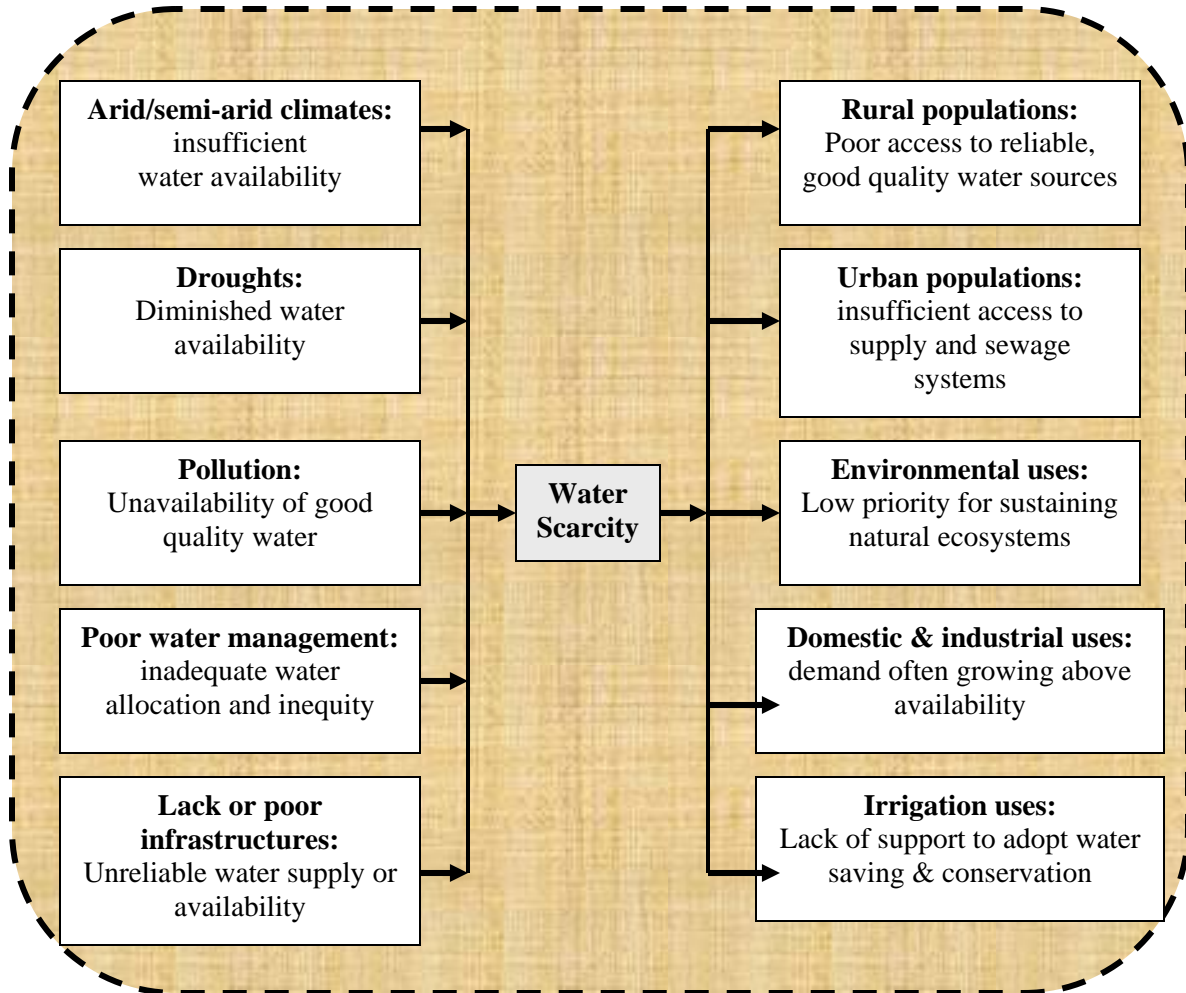 Arid/semi-arid climates:
insufficient
water availability
Droughts:
Diminished water
availability
Pollution:
Unavailability of good
quality water
Poor water management:
inadequate water
allocation and inequity
Lack or poor
infrastructures:
Unreliable water supply or
availability
Water
Scarcity
Rural populations:
Poor access to reliable,
good quality water sources
Urban populations:
insufficient access to
supply and sewage
systems
Environmental uses:
Low priority for sustaining
natural ecosystems
Domestic & industrial uses:
demand often growing above
availability
Irrigation uses:
Lack of support to adopt water
saving & conservation